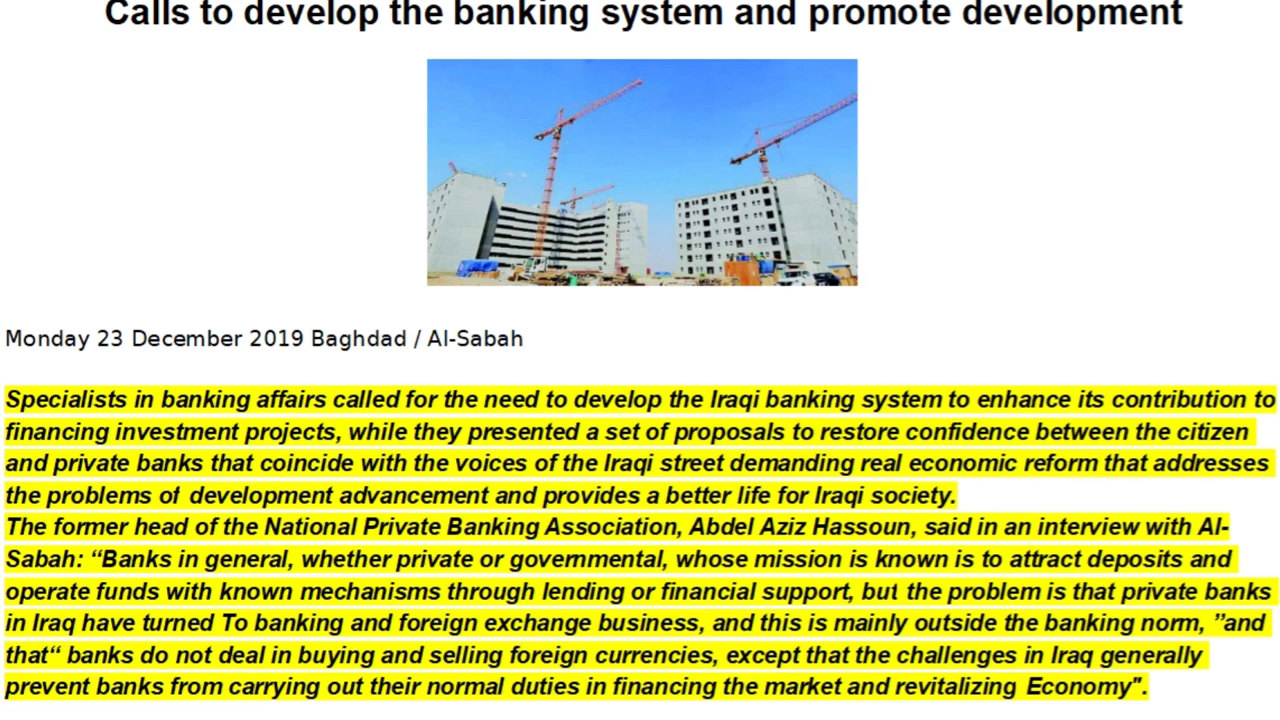 Calls to develop the banking system and promote development
Monday 23 December 2019 Baghdad / Al-Sabah
Specialists in banking affairs called for the need to develop the Iraqi banking system to enhance its contribution to
financing investment projects, while they presented a set of proposals to restore confidence between the citizen
and private banks that coincide with the voices of the Iraqi street demanding real economic reform that addresses
the problems of development advancement and provides a better life for Iraqi society.
The former head of the National Private Banking Association, Abdel Aziz Hassoun, said in an interview with Al-
Sabah: “Banks in general, whether private or governmental, whose mission is known is to attract deposits and
operate funds with known mechanisms through lending or financial support, but the problem is that private banks
in Iraq have turned To banking and foreign exchange business, and this is mainly outside the banking norm, ”and
that“ banks do not deal in buying and selling foreign currencies, except that the challenges in Iraq generally
prevent banks from carrying out their normal duties in financing the market and revitalizing Economy".